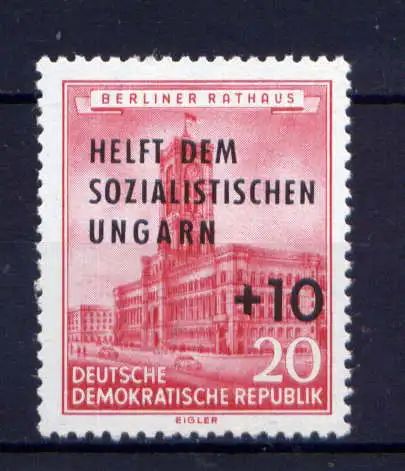 BERLINER RATHAUS
HELFT DEM
SOZIALISTISCHEN
UNGARN
+10
20
DEUTSCHE
DEMOKRATISCHE REPUBLIK
EIGLER